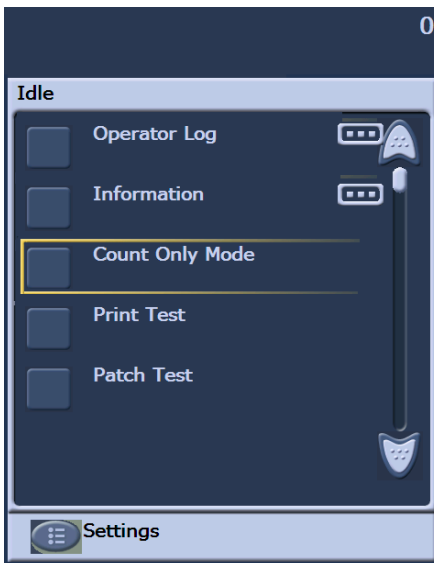 0
Idle
Operator Log
Information
Count Only Mode
Print Test
Patch Test
Settings